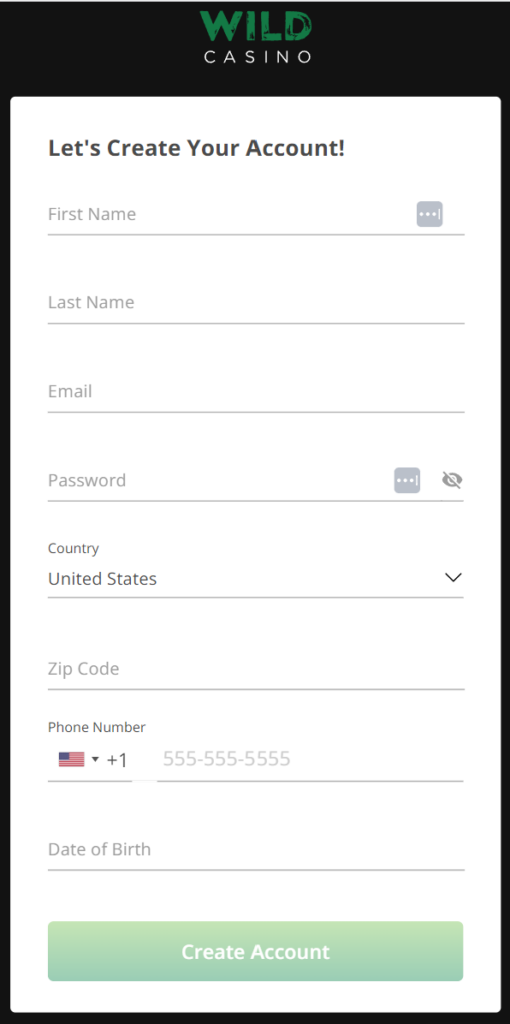 WILD
CASINO
Let's Create Your Account!
First Name
Last Name
Email
Password
Country
United States
Zip Code
Phone Number
+1 555-555-5555
Date of Birth
Create Account